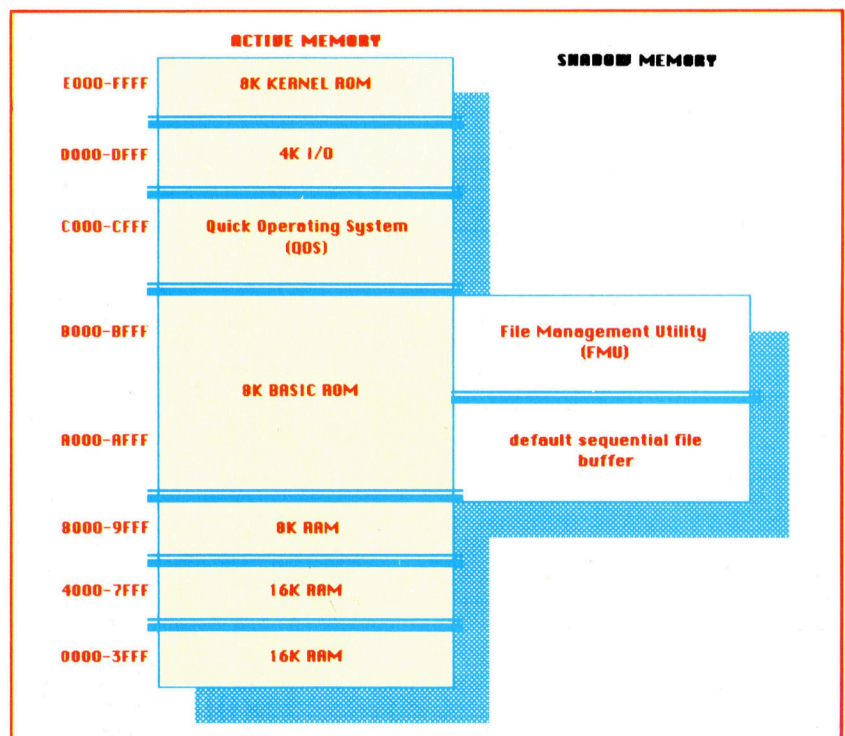 ACTIVE MEMORY
SHADOW MEMORY
E000-FFFF
8K KERNEL ROM
D000-DFFF
4K I/O
C000-CFFF
Quick Operating System
(QOS)
B000-BFFF
File Management Utility
(FMU)
8K BASIC ROM
A000-AFFF
default sequential file
buffer
8000-9FFF
8K RAM
4000-7FFF
16K RAM
0000-3FFF
16K RAM